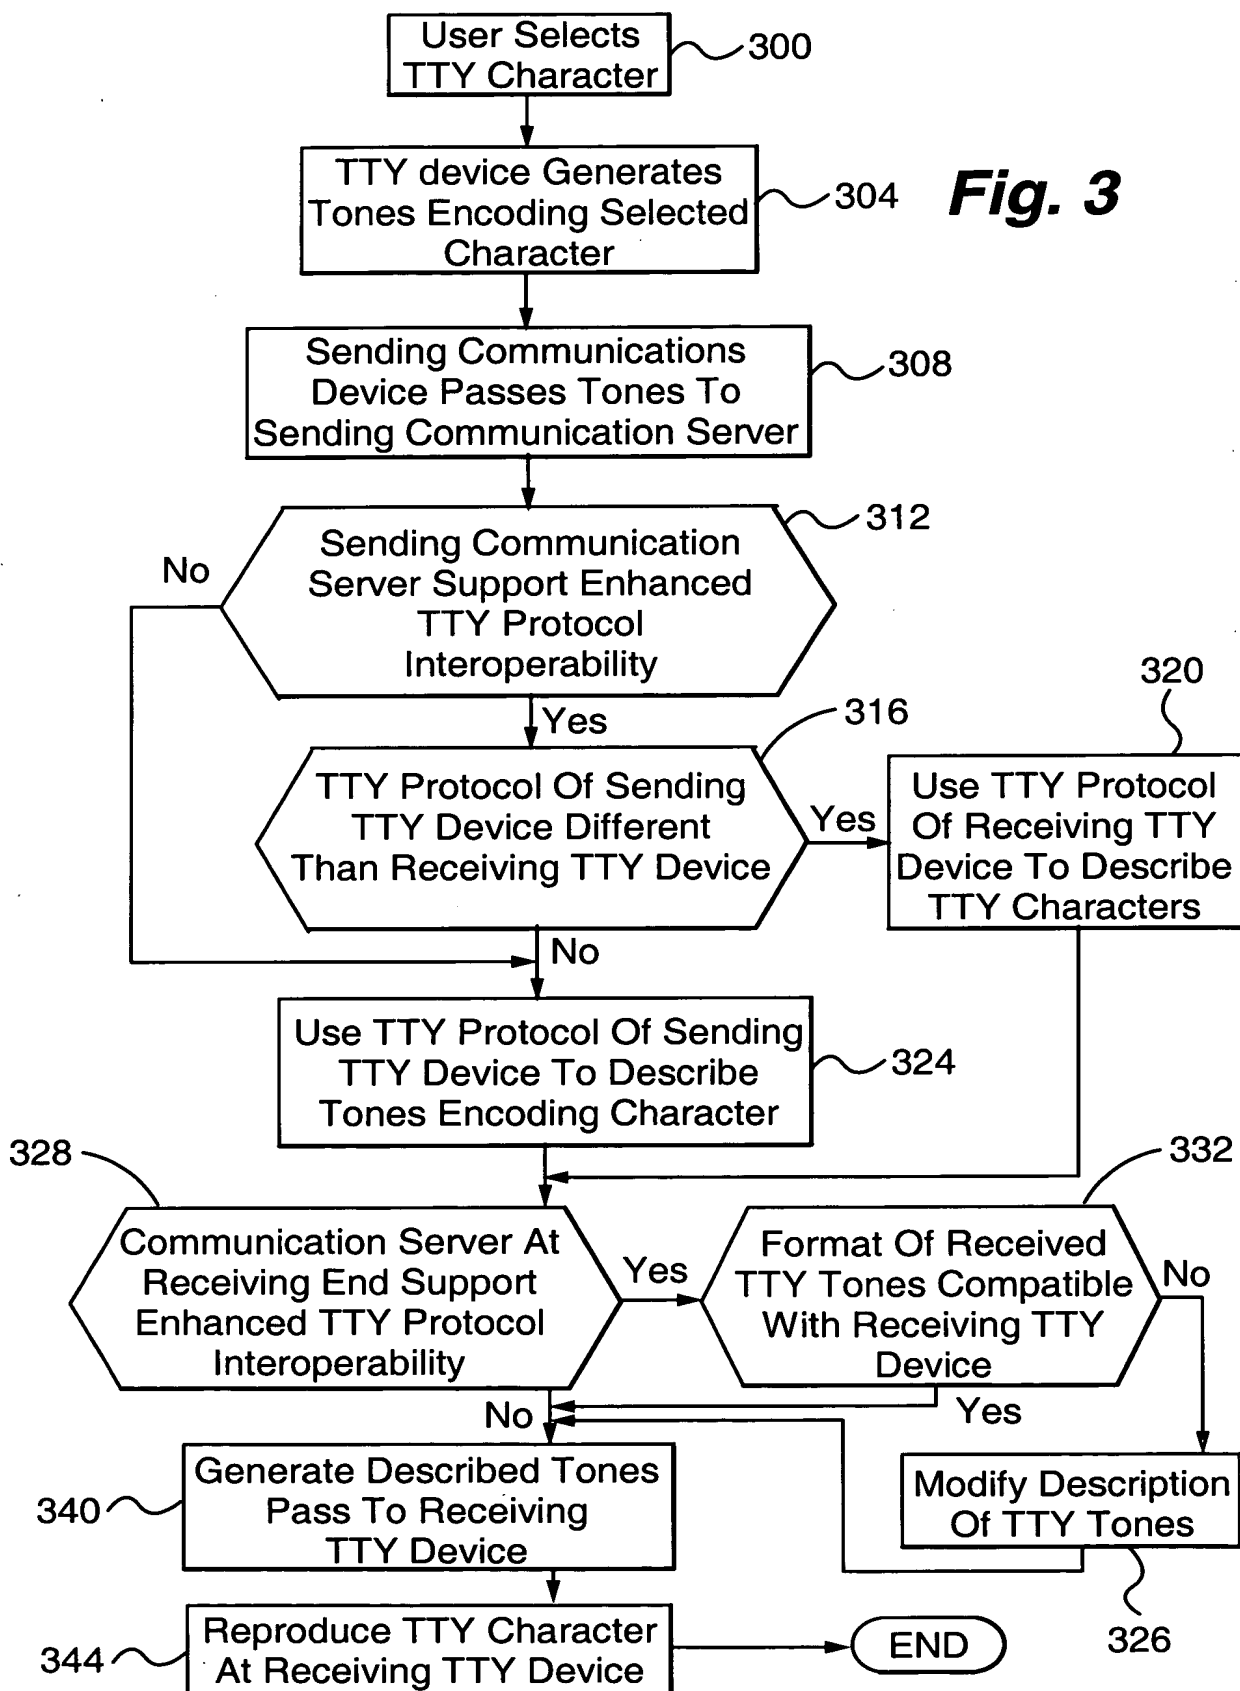 User Selects
TTY Character
300
TTY device Generates
Tones Encoding Selected
Character
304
Fig. 3
Sending Communications
Device Passes Tones To
Sending Communication Server
308
Sending Communication
Server Support Enhanced
TTY Protocol
Interoperability
312
No
Yes
TTY Protocol Of Sending
TTY Device Different
Than Receiving TTY Device
316
Yes
No
Use TTY Protocol
Of Receiving TTY
Device To Describe
TTY Characters
320
Use TTY Protocol Of Sending
TTY Device To Describe
Tones Encoding Character
324
328
Communication Server At
Receiving End Support
Enhanced TTY Protocol
Interoperability
Yes
No
332
Format Of Received
TTY Tones Compatible
With Receiving TTY
Device
No
Yes
Modify Description
Of TTY Tones
326
Generate Described Tones
Pass To Receiving
TTY Device
340
Reproduce TTY Character
At Receiving TTY Device
344
END